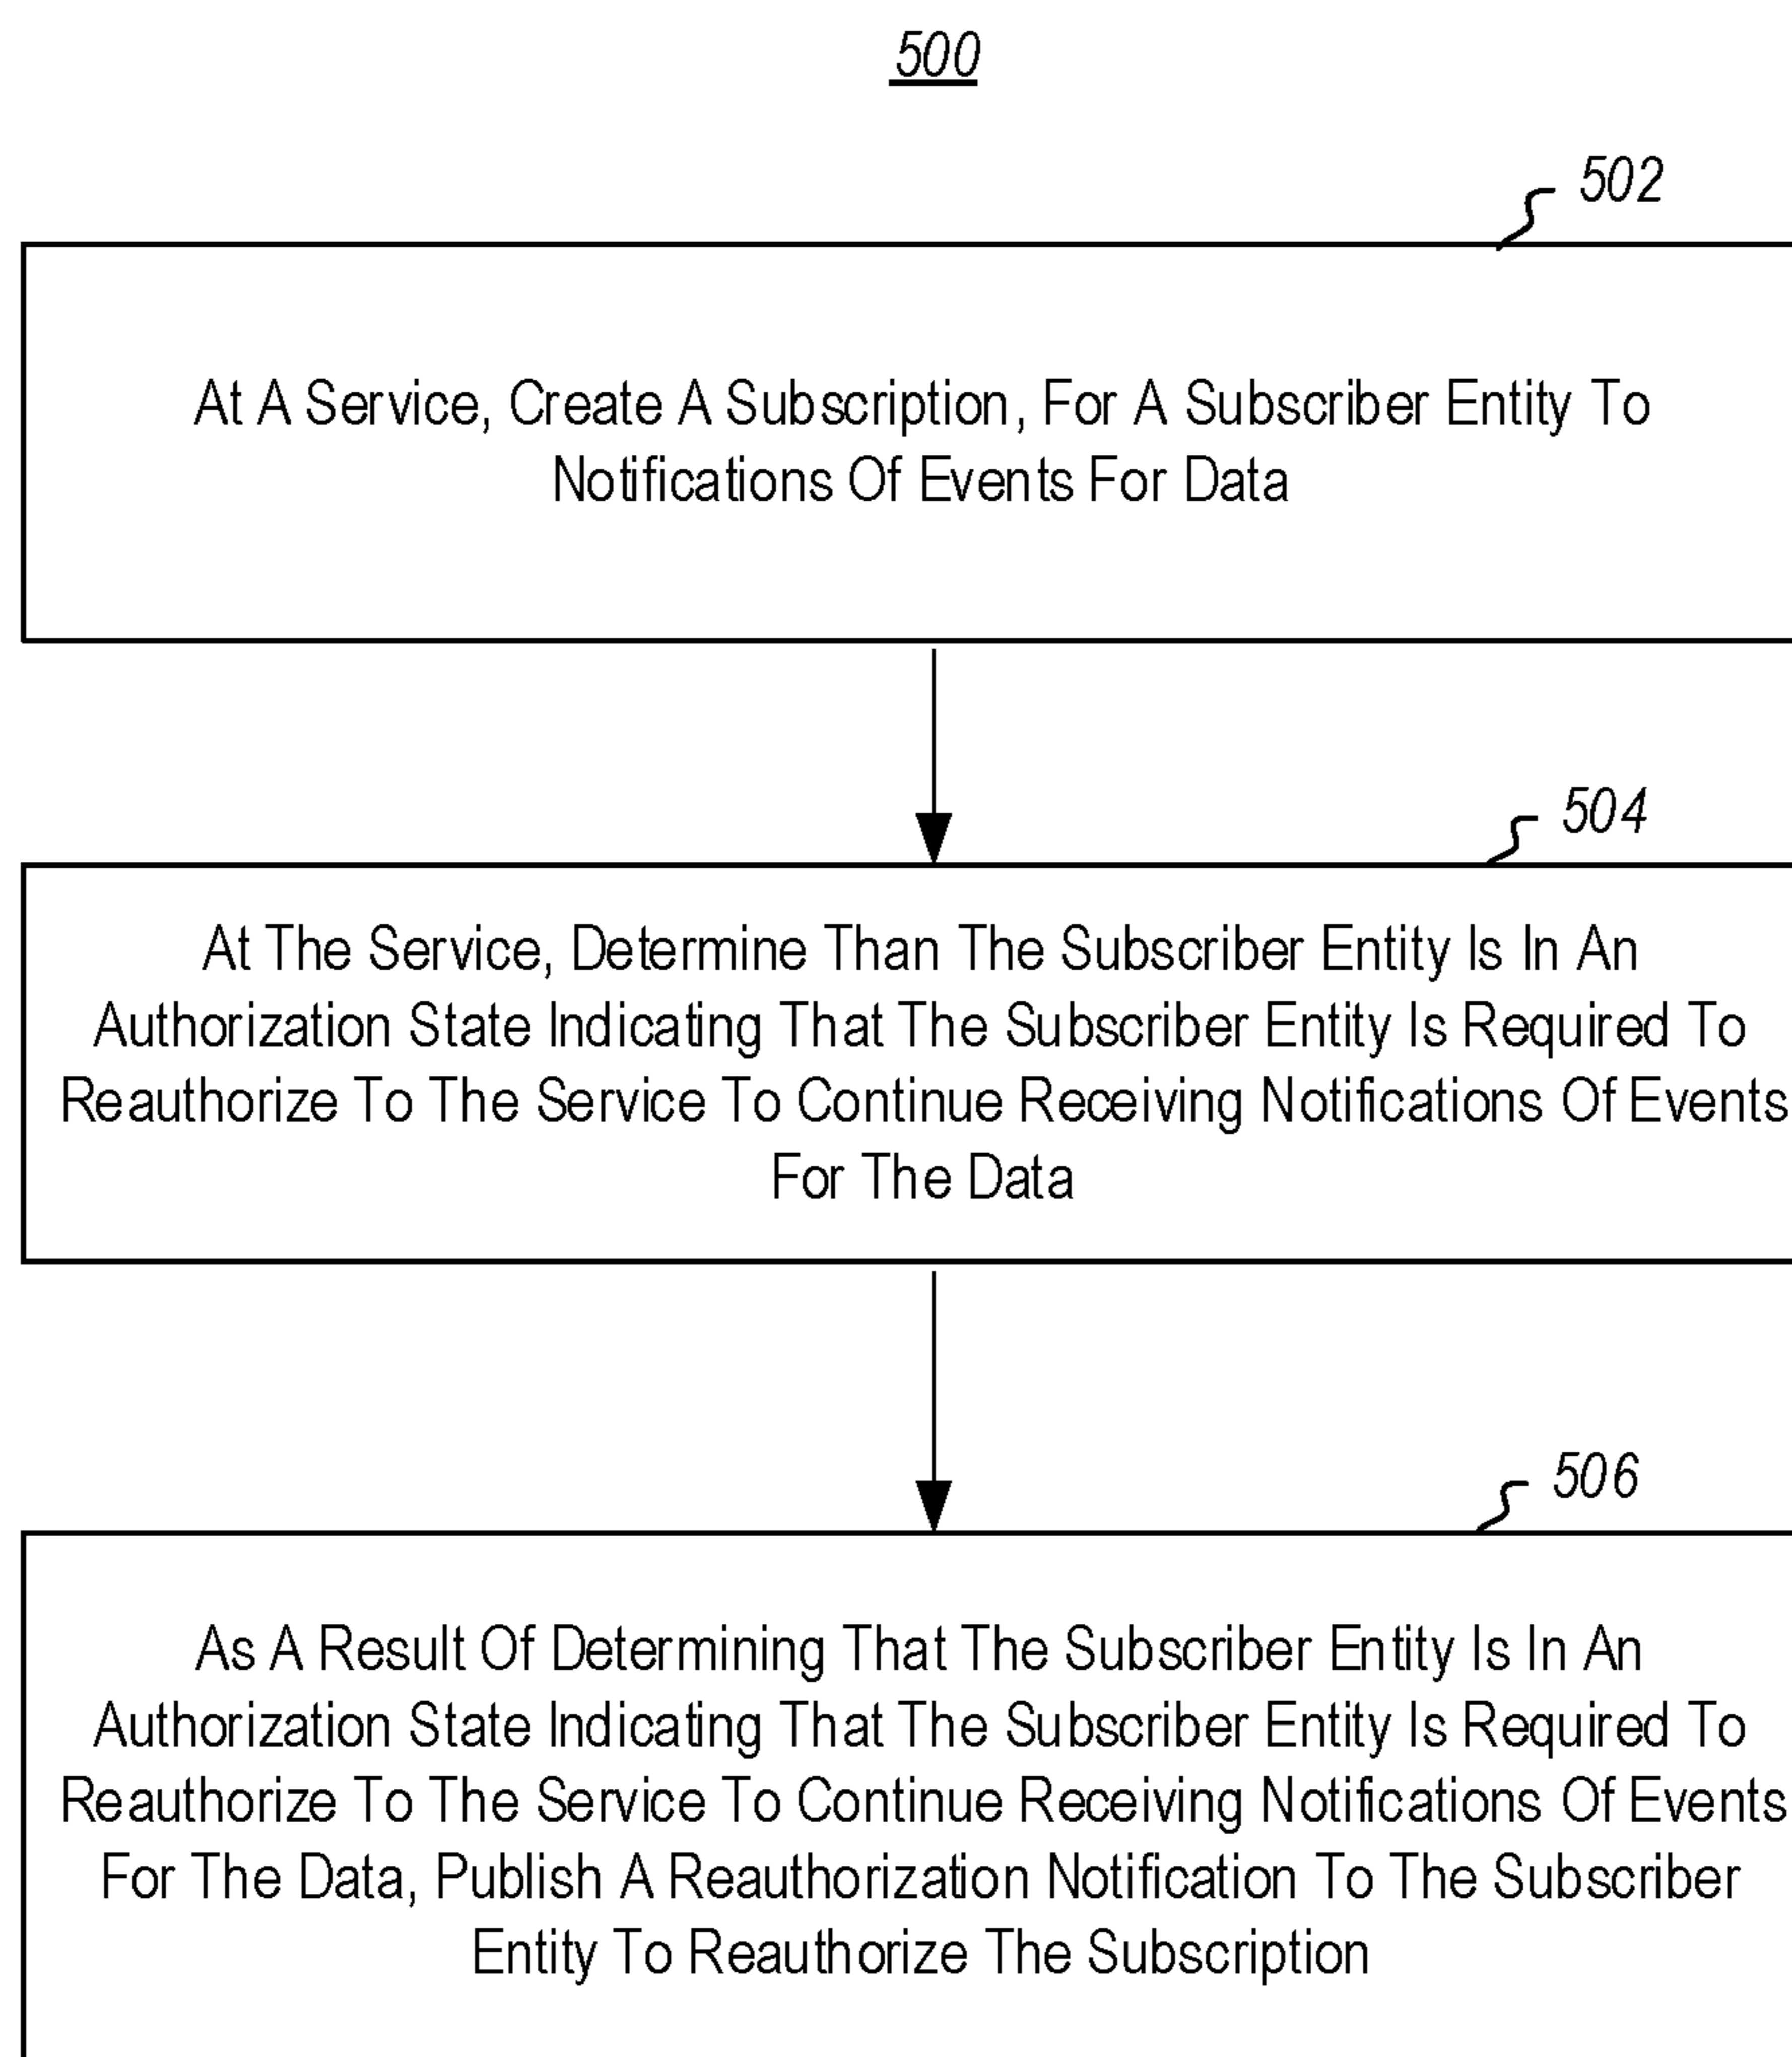 500
502
At A Service, Create A Subscription, For A Subscriber Entity To
Notifications Of Events For Data
504
At The Service, Determine Than The Subscriber Entity Is In An
Authorization State Indicating That The Subscriber Entity Is Required To
Reauthorize To The Service To Continue Receiving Notifications Of Events
For The Data
506
As A Result Of Determining That The Subscriber Entity Is In An
Authorization State Indicating That The Subscriber Entity Is Required To
Reauthorize To The Service To Continue Receiving Notifications Of Events
For The Data, Publish A Reauthorization Notification To The Subscriber
Entity To Reauthorize The Subscription